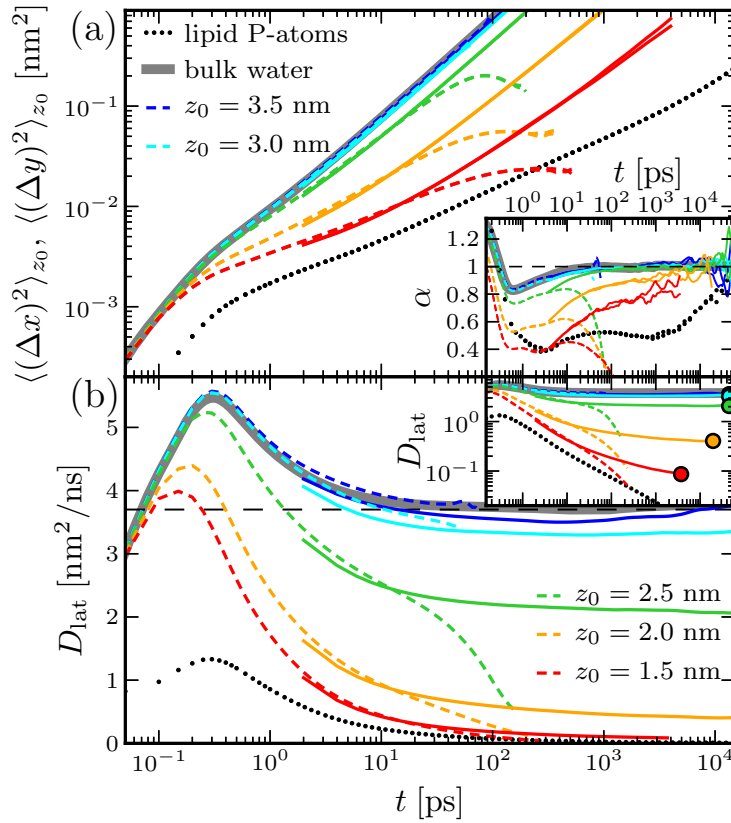 (a)
lipid P-atoms
bulk water
z₀ = 3.5 nm
z₀ = 3.0 nm
⟨(Δx)²⟩z₀, ⟨(Δy)²⟩z₀ [nm²]
10⁻¹
10⁻²
10⁻³
t [ps]
10⁰ 10¹ 10² 10³ 10⁴
1.2
1.0
0.8
0.6
0.4
α
(b)
D_lat
10⁰
10⁻¹
D_lat [nm²/ns]
5
4
3
2
1
0
z₀ = 2.5 nm
z₀ = 2.0 nm
z₀ = 1.5 nm
10⁻¹ 10⁰ 10¹ 10² 10³ 10⁴
t [ps]